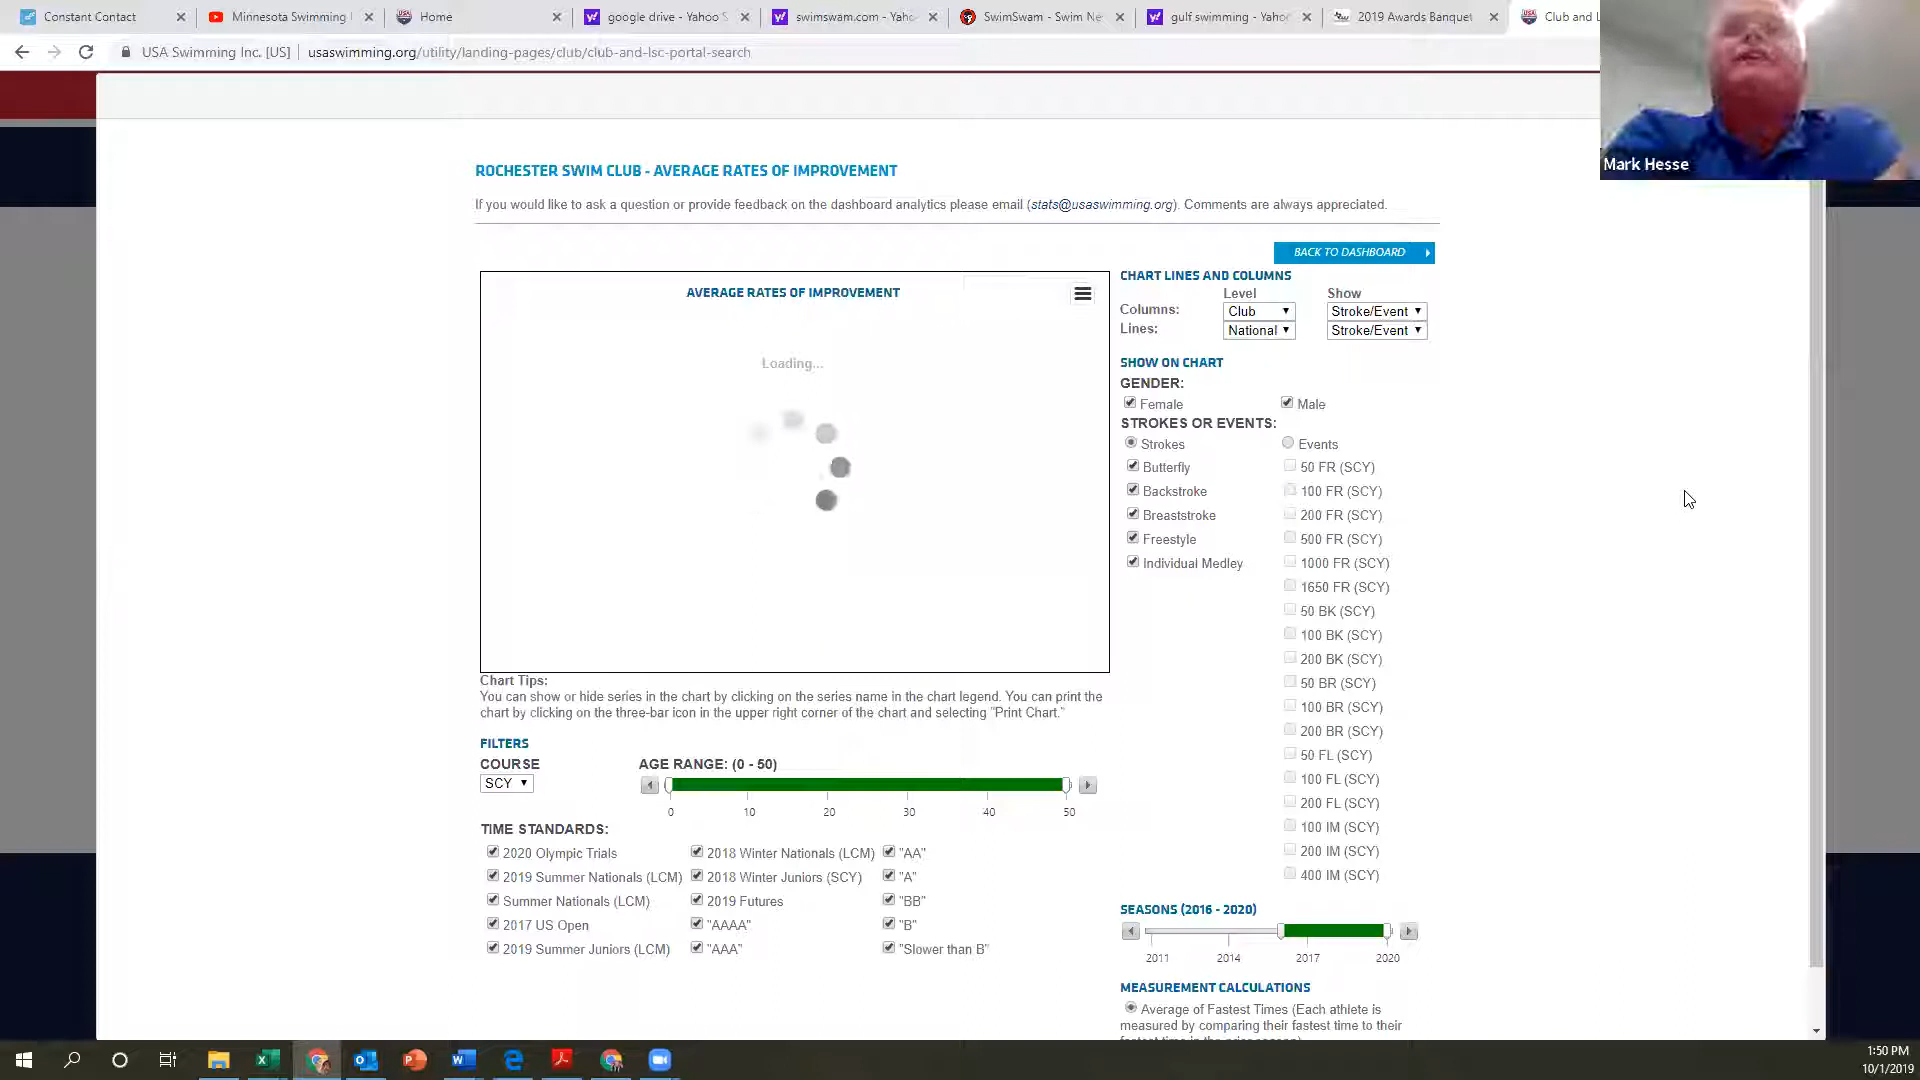 Constant Contact
Minnesota Swimming
Home
google drive - Yahoo S
swimswam.com - Yaho
SwimSwam - Swim Ne
gulf swimming - Yahoo
2019 Awards Banquet
Club and L
USA Swimming Inc. [US]
usaswimming.org/utility/landing-pages/club/club-and-lsc-portal-search
Mark Hesse
ROCHESTER SWIM CLUB - AVERAGE RATES OF IMPROVEMENT
If you would like to ask a question or provide feedback on the dashboard analytics please email (stats@usaswimming.org). Comments are always appreciated.
BACK TO DASHBOARD
AVERAGE RATES OF IMPROVEMENT
Loading...
CHART LINES AND COLUMNS
Level Show
Columns: Club Stroke/Event
Lines: National Stroke/Event
SHOW ON CHART
GENDER:
Female Male
STROKES OR EVENTS:
Strokes Events
Butterfly 50 FR (SCY)
Backstroke 100 FR (SCY)
Breaststroke 200 FR (SCY)
Freestyle 500 FR (SCY)
Individual Medley 1000 FR (SCY)
1650 FR (SCY)
50 BK (SCY)
100 BK (SCY)
200 BK (SCY)
50 BR (SCY)
100 BR (SCY)
200 BR (SCY)
50 FL (SCY)
100 FL (SCY)
200 FL (SCY)
100 IM (SCY)
200 IM (SCY)
400 IM (SCY)
Chart Tips:
You can show or hide series in the chart by clicking on the series name in the chart legend. You can print the
chart by clicking on the three-bar icon in the upper right corner of the chart and selecting "Print Chart."
FILTERS
COURSE
SCY
AGE RANGE: (0 - 50)
0 10 20 30 40 50
TIME STANDARDS:
2020 Olympic Trials 2018 Winter Nationals (LCM) "AA"
2019 Summer Nationals (LCM) 2018 Winter Juniors (SCY) "A"
Summer Nationals (LCM) 2019 Futures "BB"
2017 US Open "AAAA" "B"
2019 Summer Juniors (LCM) "AAA" "Slower than B"
SEASONS (2016 - 2020)
2011 2014 2017 2020
MEASUREMENT CALCULATIONS
Average of Fastest Times (Each athlete is
measured by comparing their fastest time to their
fastest time in the prior season)
1:50 PM
10/1/2019